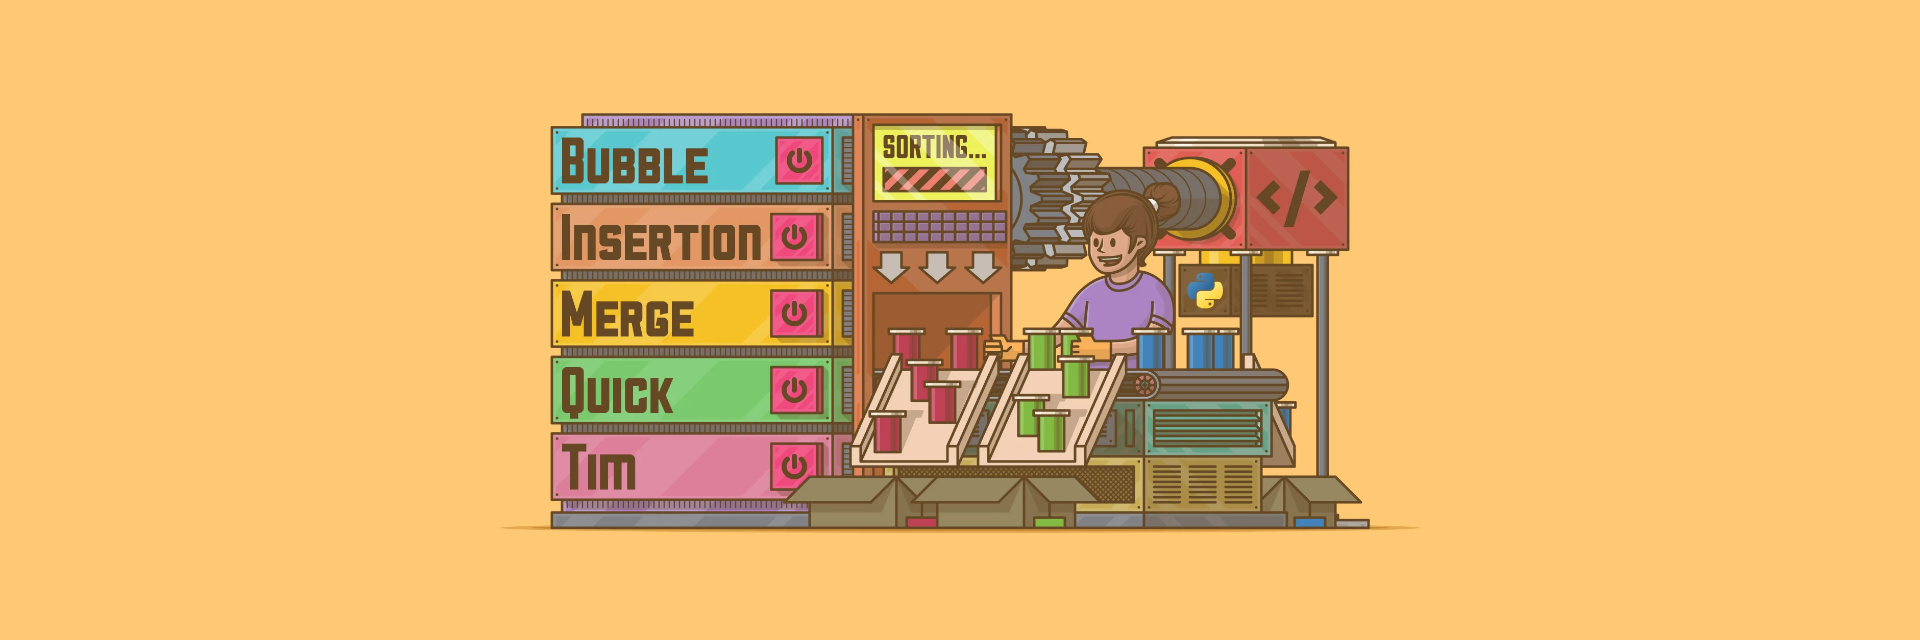 BUBBLE
INSERTION
MERGE
QUICK
TIM
SORTING...
</>